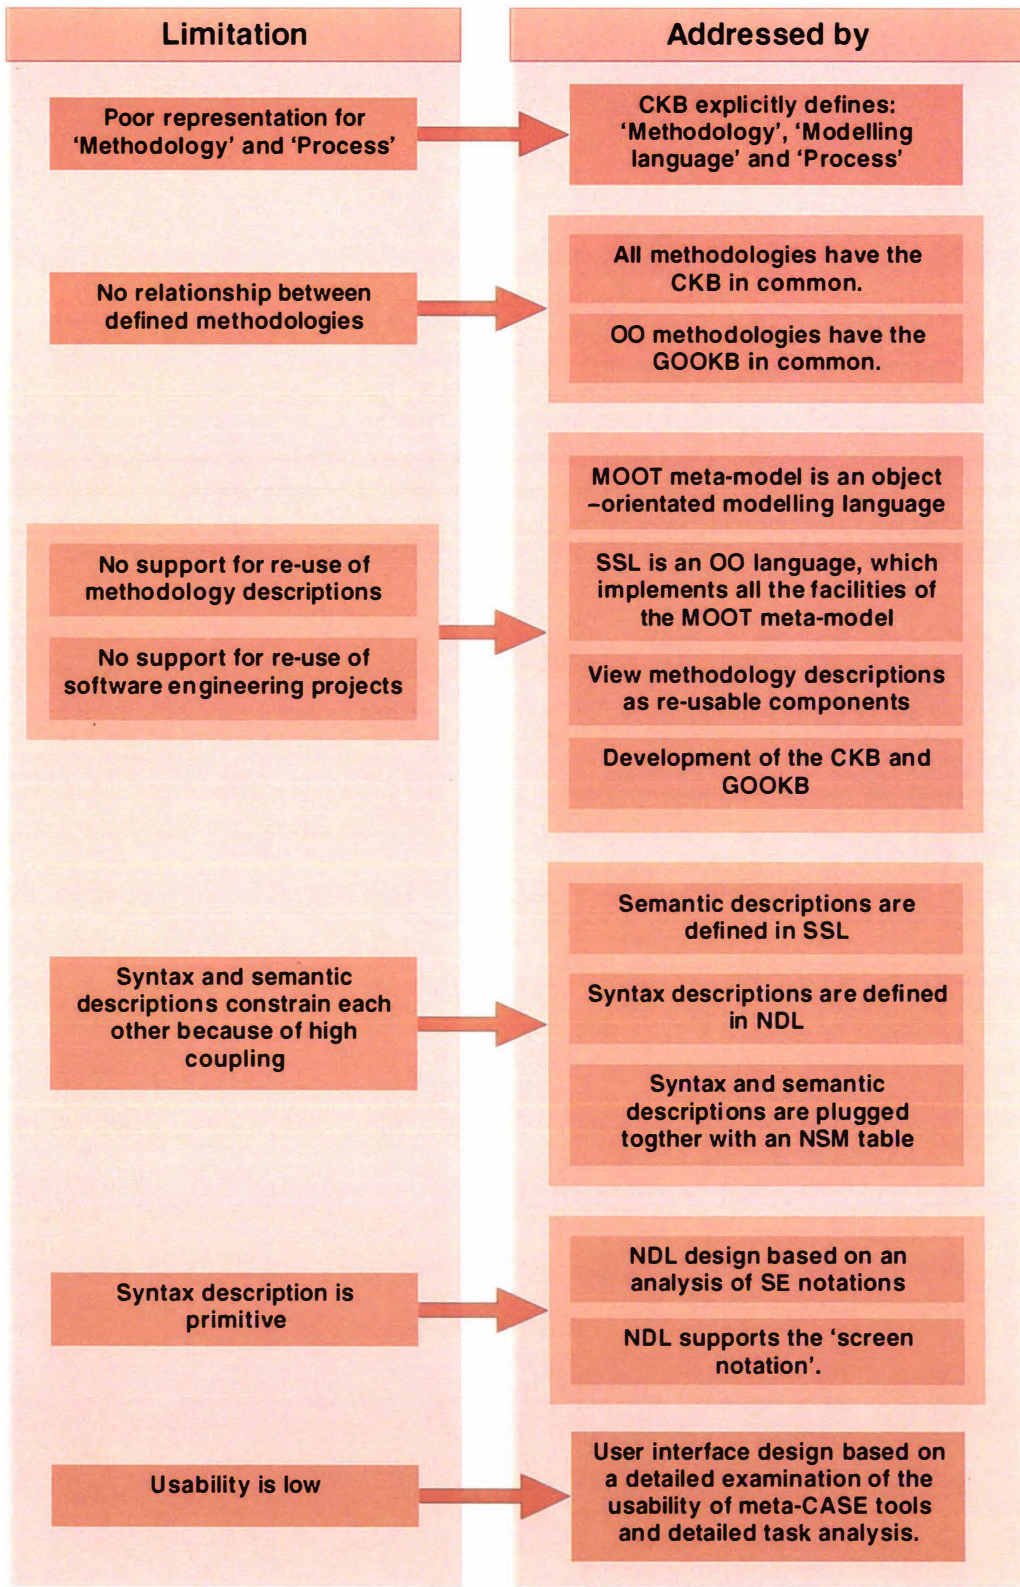 Limitation
Addressed by
Poor representation for
‘Methodology’ and ‘Process’
CKB explicitly defines:
‘Methodology’, ‘Modelling
language’ and ‘Process’
No relationship between
defined methodologies
All methodologies have the
CKB in common.
OO methodologies have the
GOOKB in common.
No support for re-use of
methodology descriptions
No support for re-use of
software engineering projects
MOOT meta-model is an object
–orientated modelling language
SSL is an OO language, which
implements all the facilities of
the MOOT meta-model
View methodology descriptions
as re-usable components
Development of the CKB and
GOOKB
Syntax and semantic
descriptions constrain each
other because of high
coupling
Semantic descriptions are
defined in SSL
Syntax descriptions are defined
in NDL
Syntax and semantic
descriptions are plugged
togther with an NSM table
Syntax description is
primitive
NDL design based on an
analysis of SE notations
NDL supports the ‘screen
notation’.
Usability is low
User interface design based on
a detailed examination of the
usability of meta-CASE tools
and detailed task analysis.